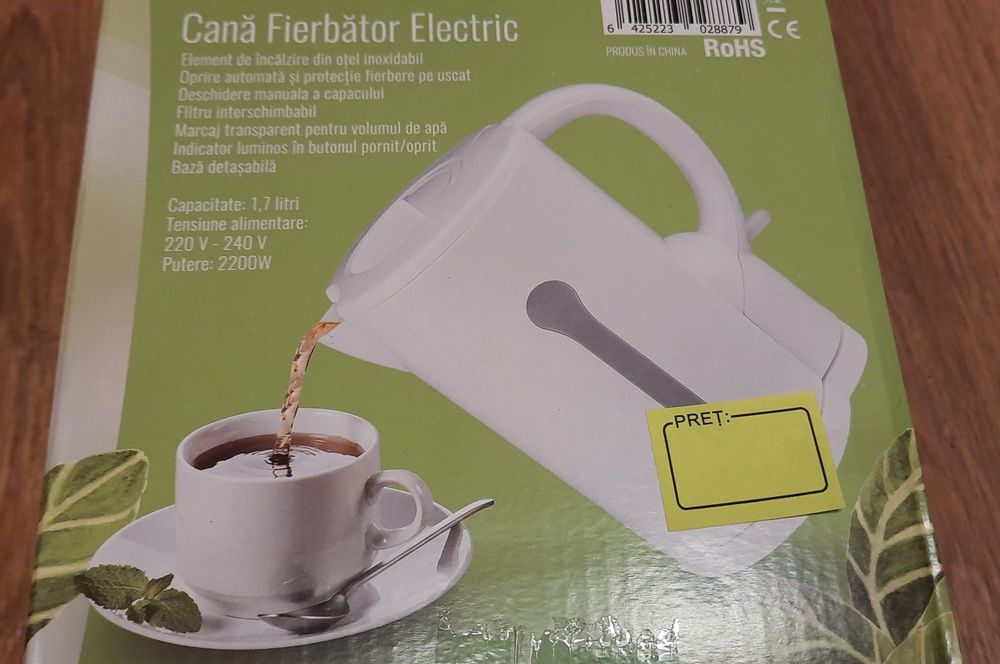 Cană Fierbător Electric
Element de încălzire din oțel inoxidabil
Oprire automată și protecție fierbere pe uscat
Deschidere manuala a capacului
FIltru interschimbabil
Marcaj transparent pentru volumul de apă
Indicator luminos în butonul pornit/oprit
Bază detașabilă
Capacitate: 1,7 litri
Tensiune alimentare:
220 V - 240 V
Putere: 2200W
6 425223 028879
PRODUS ÎN CHINA
RoHS
CE
PREȚ: